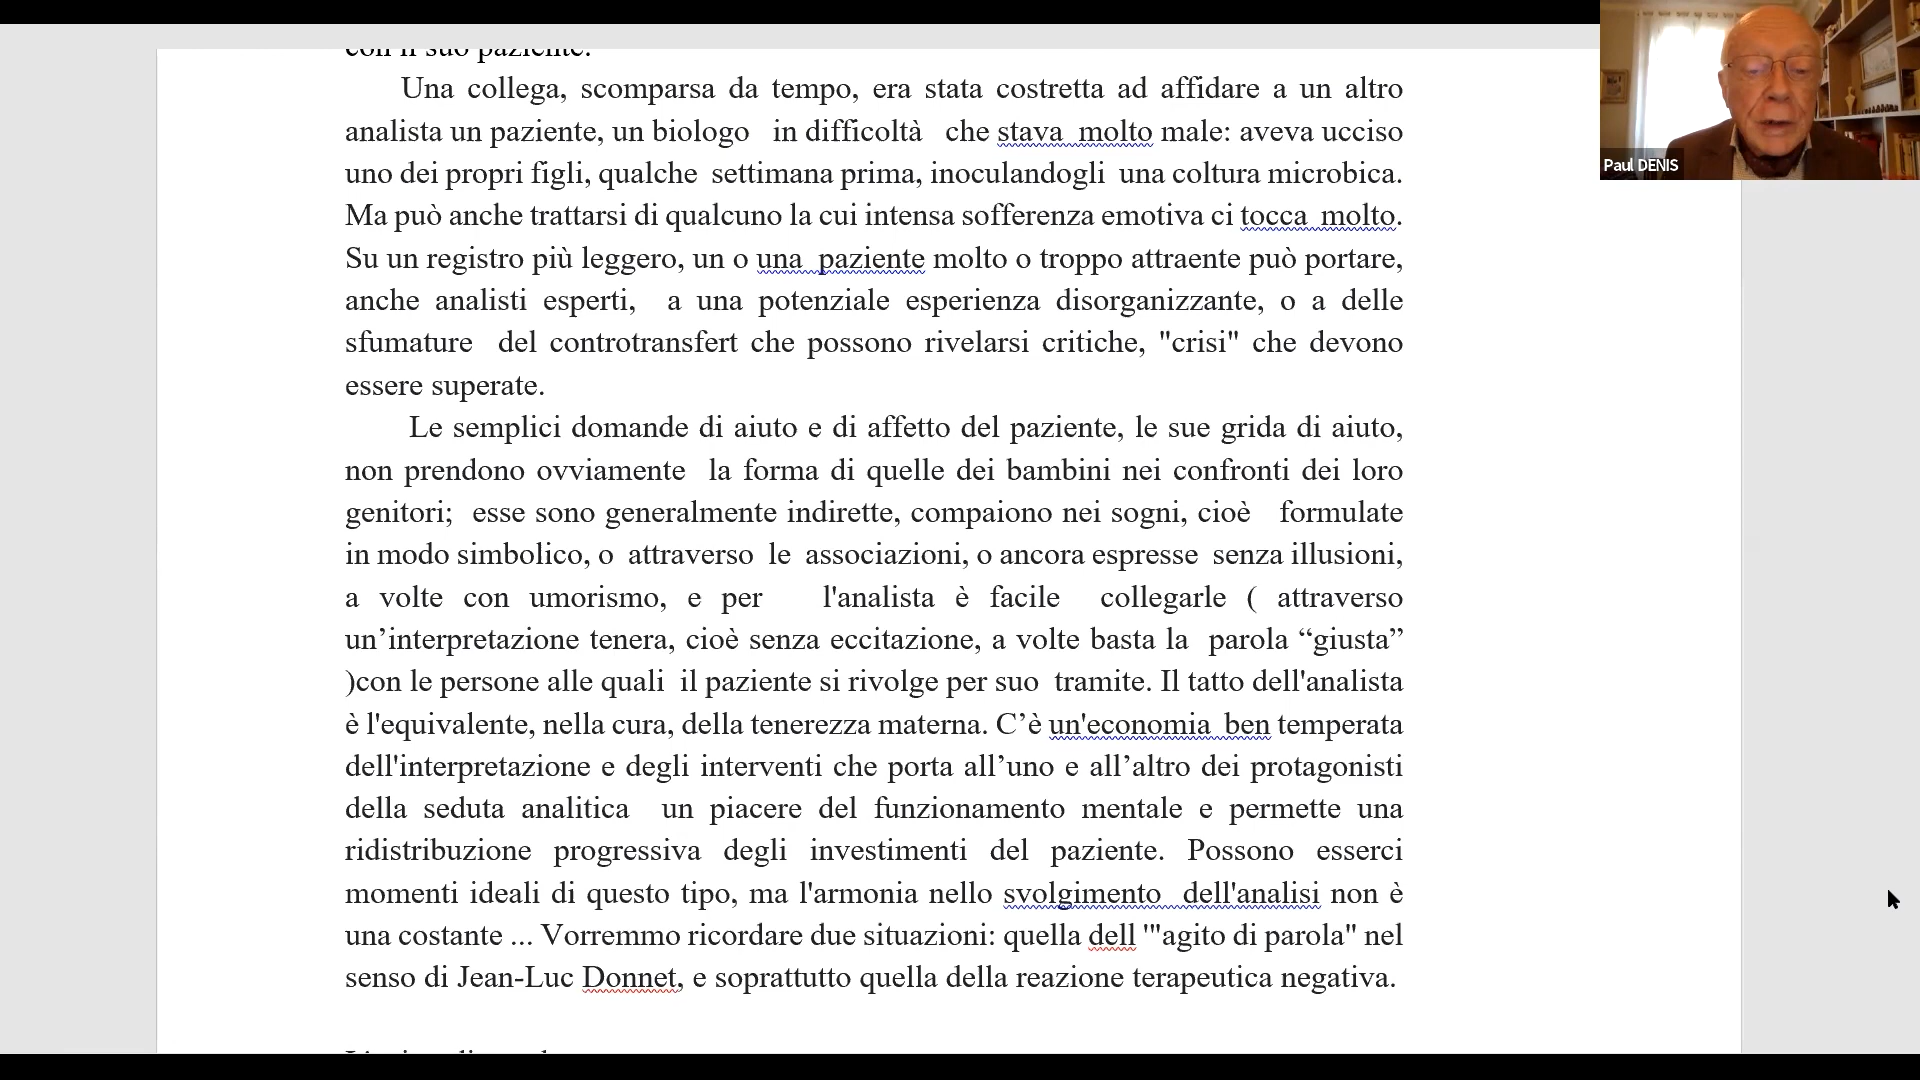 con il suo paziente.
Una collega, scomparsa da tempo, era stata costretta ad affidare a un altro
analista un paziente, un biologo in difficoltà che stava molto male: aveva ucciso
uno dei propri figli, qualche settimana prima, inoculandogli una coltura microbica.
Ma può anche trattarsi di qualcuno la cui intensa sofferenza emotiva ci tocca molto.
Su un registro più leggero, un o una paziente molto o troppo attraente può portare,
anche analisti esperti, a una potenziale esperienza disorganizzante, o a delle
sfumature del controtransfert che possono rivelarsi critiche, "crisi" che devono
essere superate.
Le semplici domande di aiuto e di affetto del paziente, le sue grida di aiuto,
non prendono ovviamente la forma di quelle dei bambini nei confronti dei loro
genitori; esse sono generalmente indirette, compaiono nei sogni, cioè formulate
in modo simbolico, o attraverso le associazioni, o ancora espresse senza illusioni,
a volte con umorismo, e per l'analista è facile collegarle ( attraverso
un’interpretazione tenera, cioè senza eccitazione, a volte basta la parola “giusta”
)con le persone alle quali il paziente si rivolge per suo tramite. Il tatto dell'analista
è l'equivalente, nella cura, della tenerezza materna. C’è un'economia ben temperata
dell'interpretazione e degli interventi che porta all’uno e all’altro dei protagonisti
della seduta analitica un piacere del funzionamento mentale e permette una
ridistribuzione progressiva degli investimenti del paziente. Possono esserci
momenti ideali di questo tipo, ma l'armonia nello svolgimento dell'analisi non è
una costante ... Vorremmo ricordare due situazioni: quella dell '"agito di parola" nel
senso di Jean-Luc Donnet, e soprattutto quella della reazione terapeutica negativa.
Paul DENIS